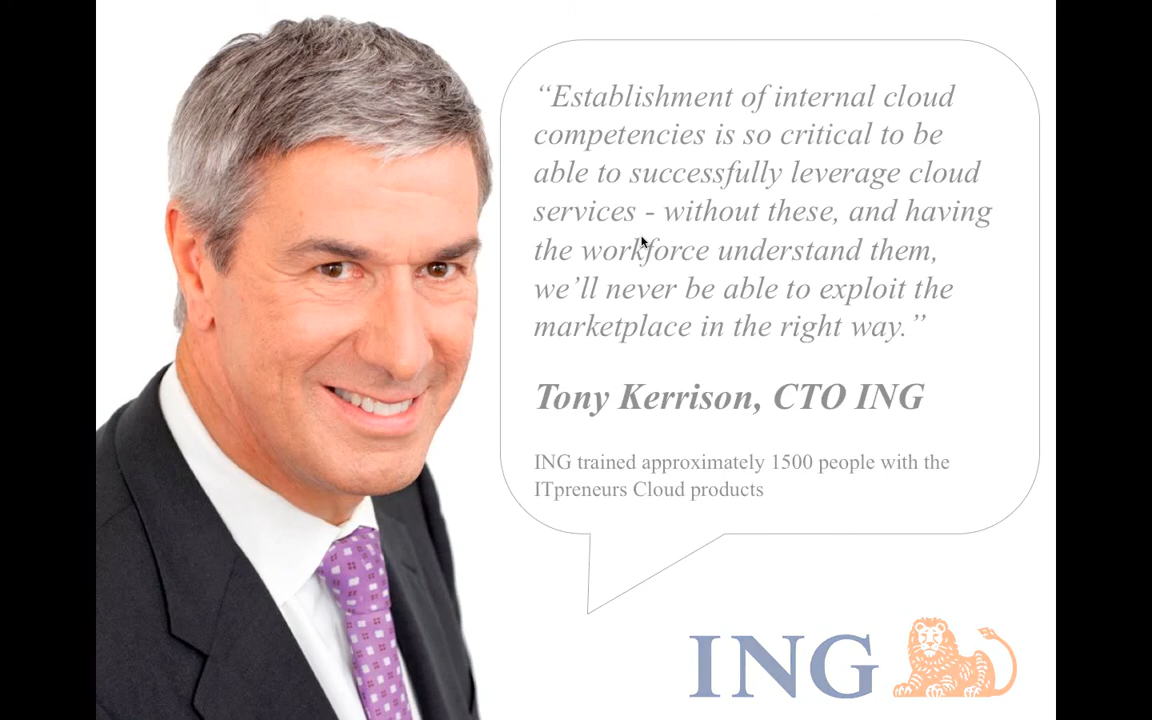 “Establishment of internal cloud
competencies is so critical to be
able to successfully leverage cloud
services - without these, and having
the workforce understand them,
we’ll never be able to exploit the
marketplace in the right way.”
Tony Kerrison, CTO ING
ING trained approximately 1500 people with the
ITpreneurs Cloud products
ING